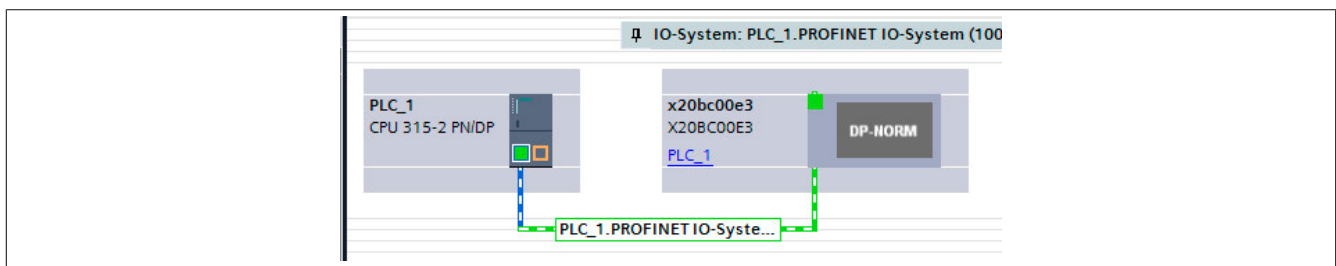 IO-System: PLC_1.PROFINET IO-System (100
PLC_1
CPU 315-2 PN/DP
x20bc00e3
X20BC00E3
PLC_1
DP-NORM
PLC_1.PROFINET IO-Syste...